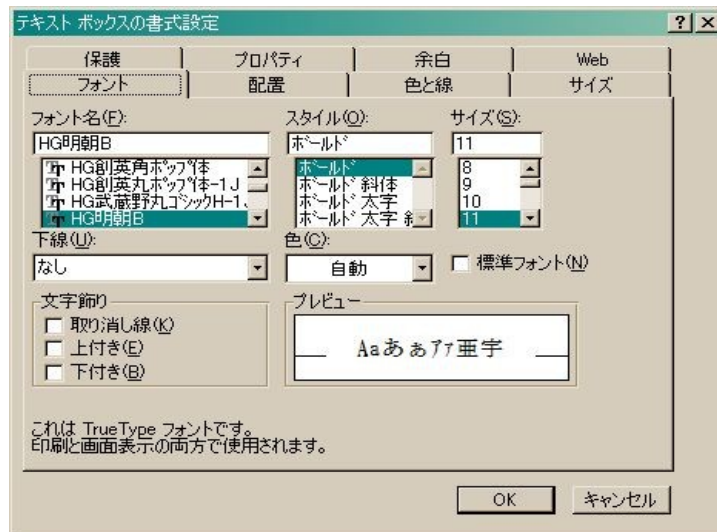 テキスト ボックスの書式設定
保護 プロパティ 余白 Web
フォント 配置 色と線 サイズ
フォント名(F): スタイル(O): サイズ(S):
HG明朝B ボールド 11
HG創英角ポップ体 ボールド 8
HG創英丸ポップ体-1J ボールド 斜体 9
HG武蔵野丸ゴシックH-1J ボールド 太字 10
HG明朝B ボールド 太字 斜 11
下線(U): 色(C):
なし 自動 標準フォント(N)
文字飾り プレビュー
取り消し線(K)
上付き(E) Aaあぁアァ亜宇
下付き(B)
これは TrueType フォントです。
印刷と画面表示の両方で使用されます。
OK キャンセル